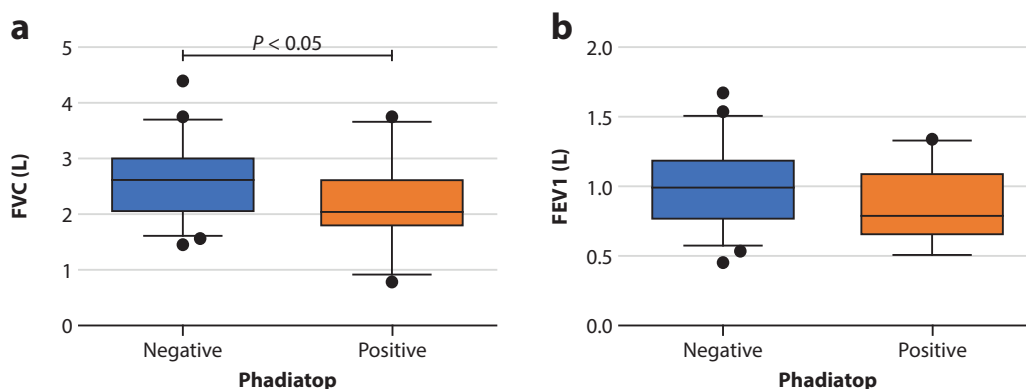 a
P < 0.05
FVC (L)
5
4
3
2
1
0
Negative
Positive
Phadiatop
b
FEV1 (L)
2.0
1.5
1.0
0.5
0.0
Negative
Positive
Phadiatop